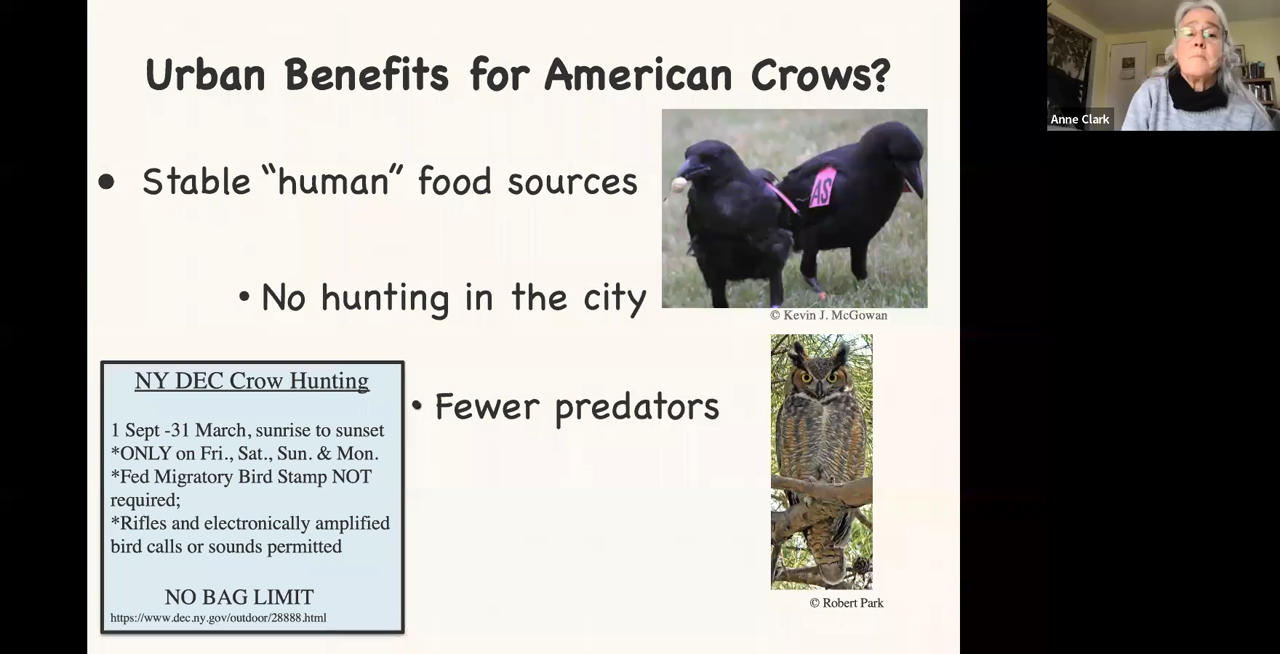 Urban Benefits for American Crows?
• Stable “human” food sources
AS
• No hunting in the city
© Kevin J. McGowan
NY DEC Crow Hunting
1 Sept -31 March, sunrise to sunset
*ONLY on Fri., Sat., Sun. & Mon.
*Fed Migratory Bird Stamp NOT
required;
*Rifles and electronically amplified
bird calls or sounds permitted
NO BAG LIMIT
https://www.dec.ny.gov/outdoor/28888.html
• Fewer predators
© Robert Park
Anne Clark